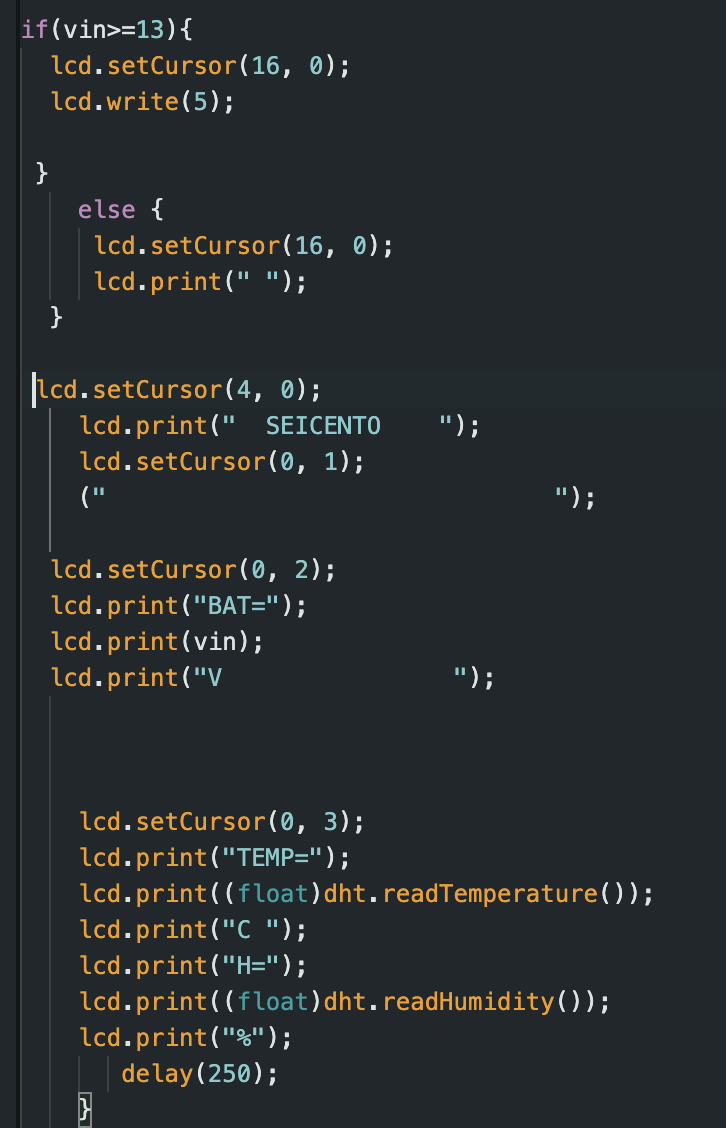 if(vin>=13){
  lcd.setCursor(16, 0);
  lcd.write(5);
 }
    else {
     lcd.setCursor(16, 0);
     lcd.print(" ");
  }
 lcd.setCursor(4, 0);
    lcd.print("  SEICENTO    ");
    lcd.setCursor(0, 1);
    ("                               ");
  lcd.setCursor(0, 2);
  lcd.print("BAT=");
  lcd.print(vin);
  lcd.print("V                ");
    lcd.setCursor(0, 3);
    lcd.print("TEMP=");
    lcd.print((float)dht.readTemperature());
    lcd.print("C ");
    lcd.print("H=");
    lcd.print((float)dht.readHumidity());
    lcd.print("%");
       delay(250);
    }